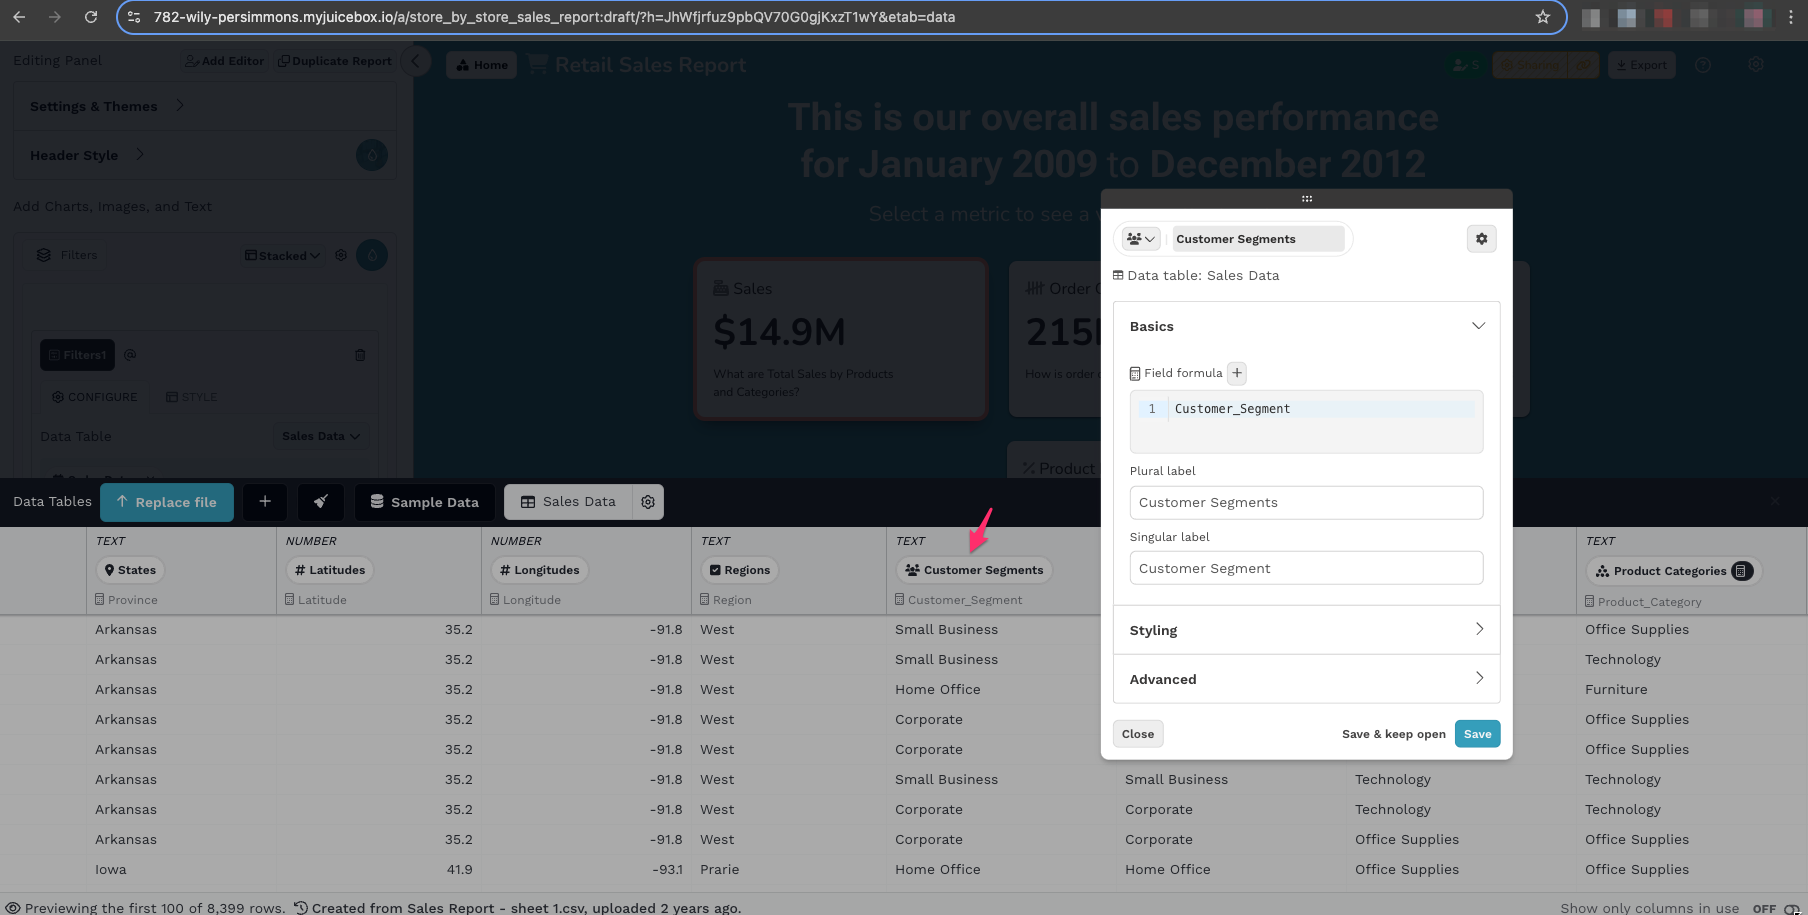 782-wily-persimmons.myjuicebox.io/a/store_by_store_sales_report:draft/?h=JhWfjrfuz9pbQV70G0gjKxzT1wY&etab=data
Editing Panel
Add Editor
Duplicate Report
Home
Retail Sales Report
S
Sharing
Export
Settings & Themes
Header Style
This is our overall sales performance
for January 2009 to December 2012
Add Charts, Images, and Text
Select a metric to see a
Filters
Stacked
Sales
$14.9M
What are Total Sales by Products
and Categories?
Order
215
How is order
Product
Filters1
CONFIGURE
STYLE
Data Table
Sales Data
Customer Segments
Data table: Sales Data
Basics
Field formula
1 Customer_Segment
Plural label
Customer Segments
Singular label
Customer Segment
Styling
Advanced
Close
Save & keep open
Save
Data Tables
Replace file
Sample Data
Sales Data
TEXT NUMBER NUMBER TEXT TEXT TEXT
States # Latitudes # Longitudes Regions Customer Segments Product Categories
Province Latitude Longitude Region Customer_Segment Product_Category
Arkansas 35.2 -91.8 West Small Business Office Supplies
Arkansas 35.2 -91.8 West Small Business Technology
Arkansas 35.2 -91.8 West Home Office Furniture
Arkansas 35.2 -91.8 West Corporate Office Supplies
Arkansas 35.2 -91.8 West Corporate Office Supplies
Arkansas 35.2 -91.8 West Small Business Small Business Technology Technology
Arkansas 35.2 -91.8 West Corporate Corporate Technology Technology
Arkansas 35.2 -91.8 West Corporate Corporate Office Supplies Office Supplies
Iowa 41.9 -93.1 Prarie Home Office Home Office Office Supplies Office Supplies
Previewing the first 100 of 8,399 rows. Created from Sales Report - sheet 1.csv, uploaded 2 years ago.
Show only columns in use OFF